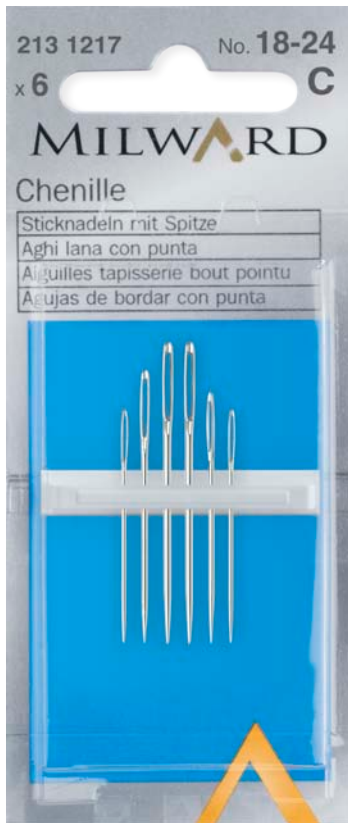 213 1217 No. 18-24
x 6 C
MILWARD
Chenille
Sticknadeln mit Spitze
Aghi lana con punta
Aiguilles tapisserie bout pointu
Agujas de bordar con punta